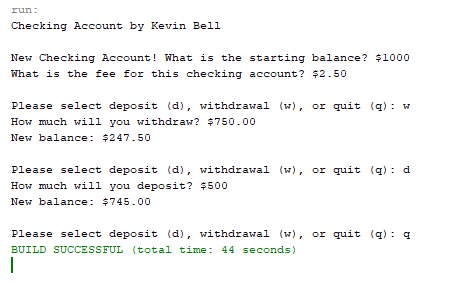 run:
Checking Account by Kevin Bell
New Checking Account! What is the starting balance? $1000
What is the fee for this checking account? $2.50
Please select deposit (d), withdrawal (w), or quit (q): w
How much will you withdraw? $750.00
New balance: $247.50
Please select deposit (d), withdrawal (w), or quit (q): d
How much will you deposit? $500
New balance: $745.00
Please select deposit (d), withdrawal (w), or quit (q): q
BUILD SUCCESSFUL (total time: 44 seconds)